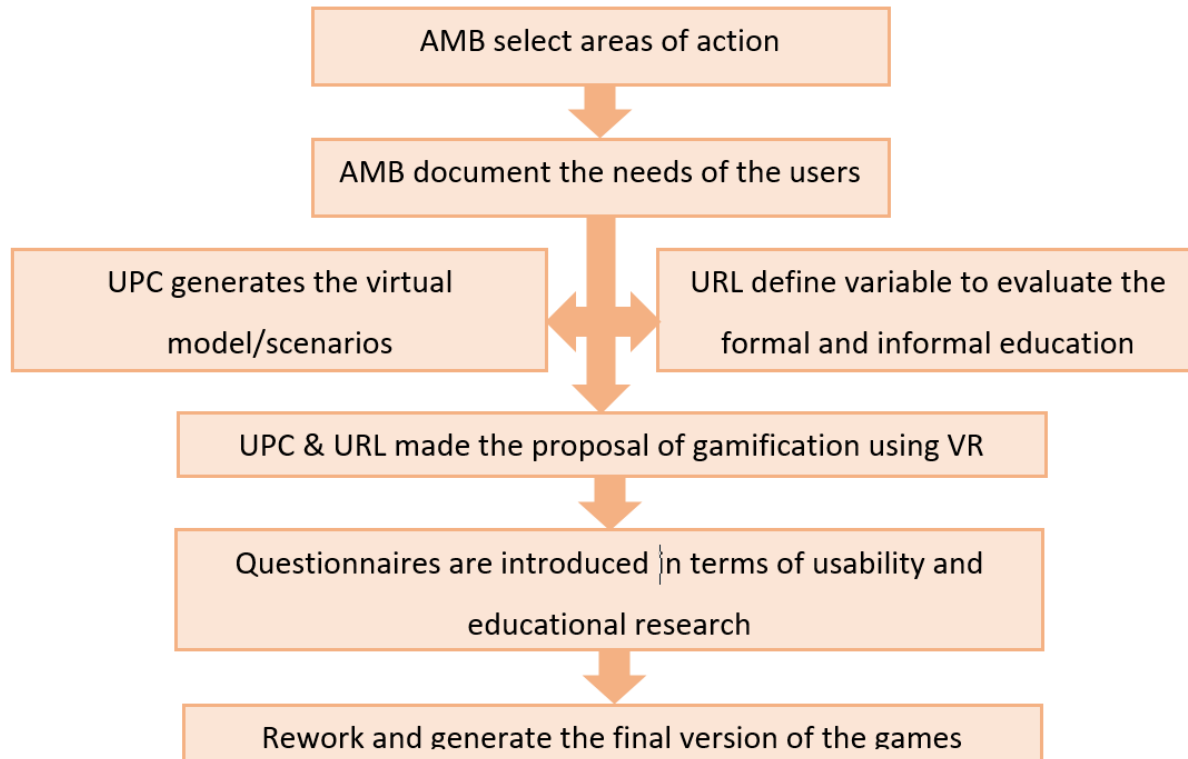 AMB select areas of action
AMB document the needs of the users
UPC generates the virtual
model/scenarios
URL define variable to evaluate the
formal and informal education
UPC & URL made the proposal of gamification using VR
Questionnaires are introduced in terms of usability and
educational research
Rework and generate the final version of the games